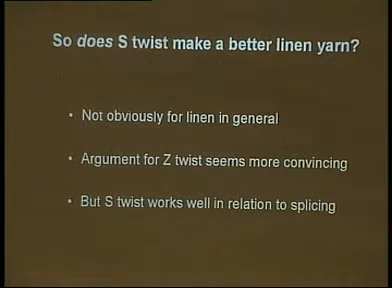 So does S twist make a better linen yarn?
• Not obviously for linen in general
• Argument for Z twist seems more convincing
• But S twist works well in relation to splicing